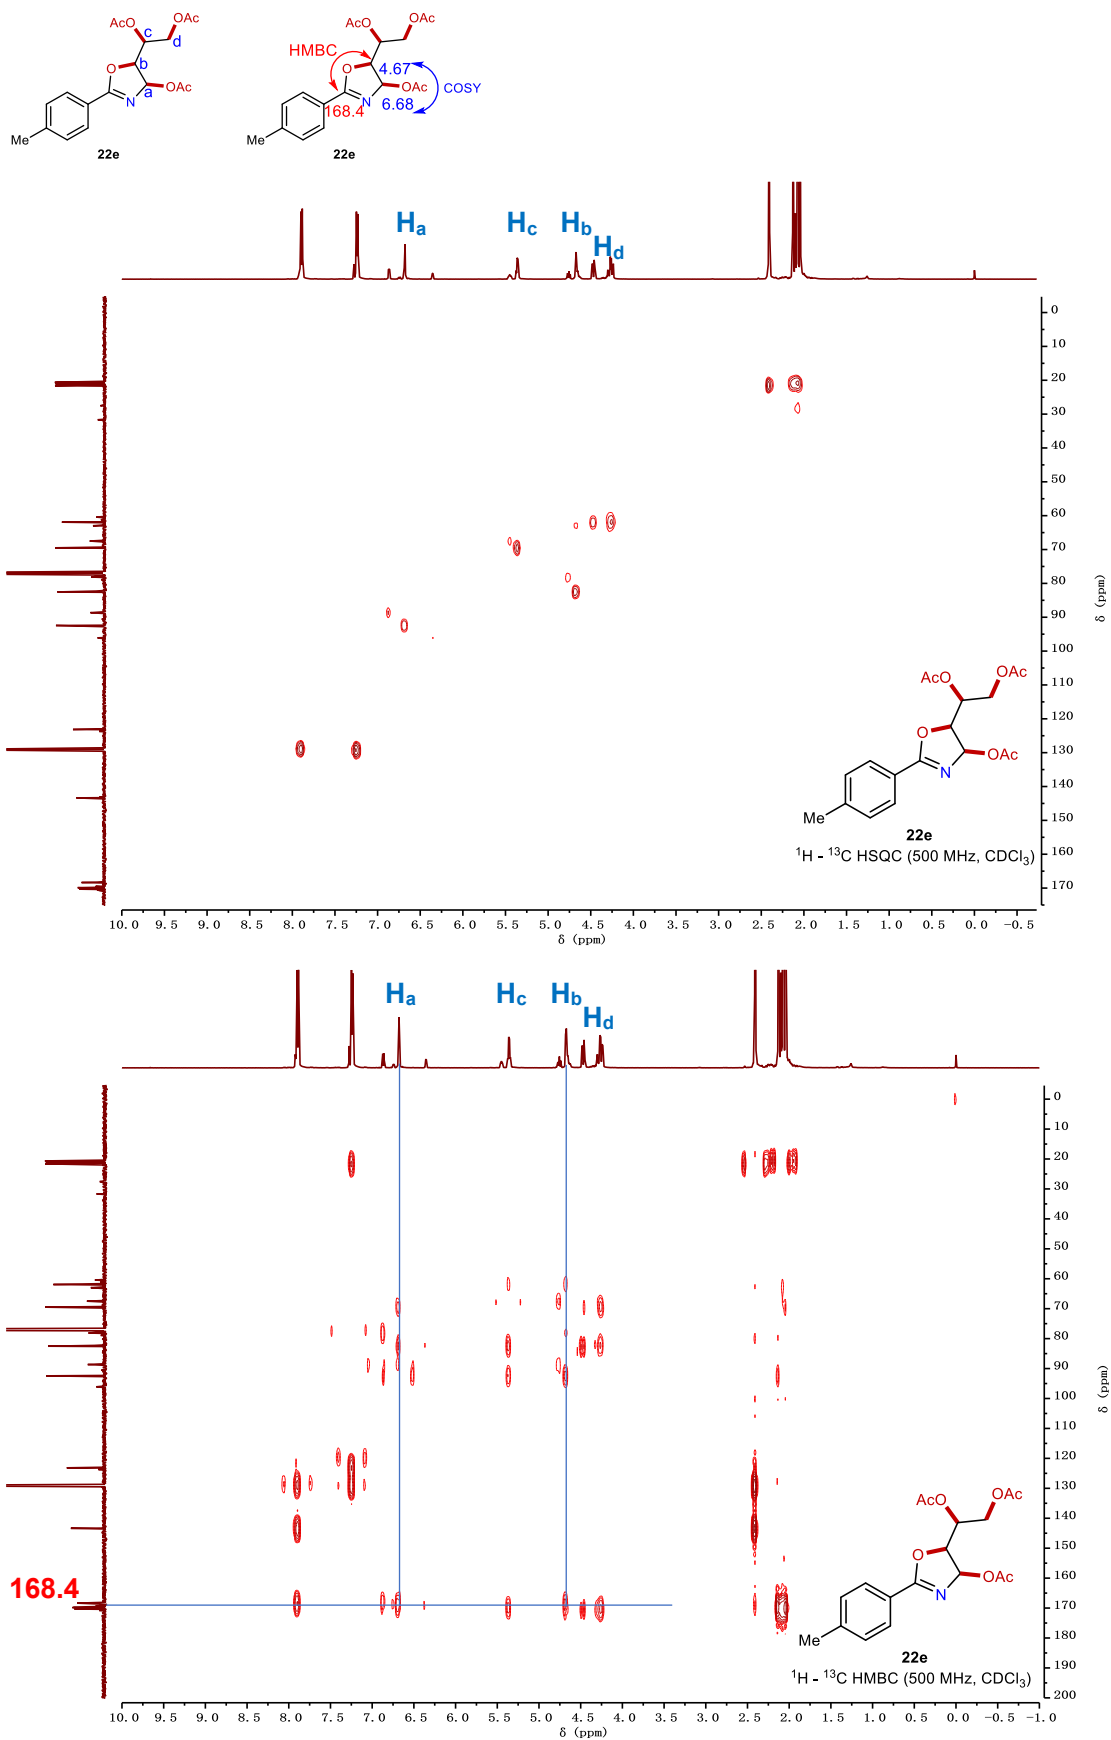 AcO OAc
c d
b
O
a OAc
N
Me
22e
AcO OAc
HMBC
O 4.67
OAc COSY
N 6.68
168.4
Me
22e
Ha Hc Hb Hd
0
10
20
30
40
50
60
70
80
90
100
110
120
130
140
150
160
170
δ (ppm)
AcO OAc
O
OAc
N
Me
22e
1H - 13C HSQC (500 MHz, CDCl3)
10.0 9.5 9.0 8.5 8.0 7.5 7.0 6.5 6.0 5.5 5.0 4.5 4.0 3.5 3.0 2.5 2.0 1.5 1.0 0.5 0.0 -0.5
δ (ppm)
Ha Hc Hb Hd
0
10
20
30
40
50
60
70
80
90
100
110
120
130
140
150
160
170
180
190
200
δ (ppm)
168.4
AcO OAc
O
OAc
N
Me
22e
1H - 13C HMBC (500 MHz, CDCl3)
10.0 9.5 9.0 8.5 8.0 7.5 7.0 6.5 6.0 5.5 5.0 4.5 4.0 3.5 3.0 2.5 2.0 1.5 1.0 0.5 0.0 -0.5 -1.0
δ (ppm)